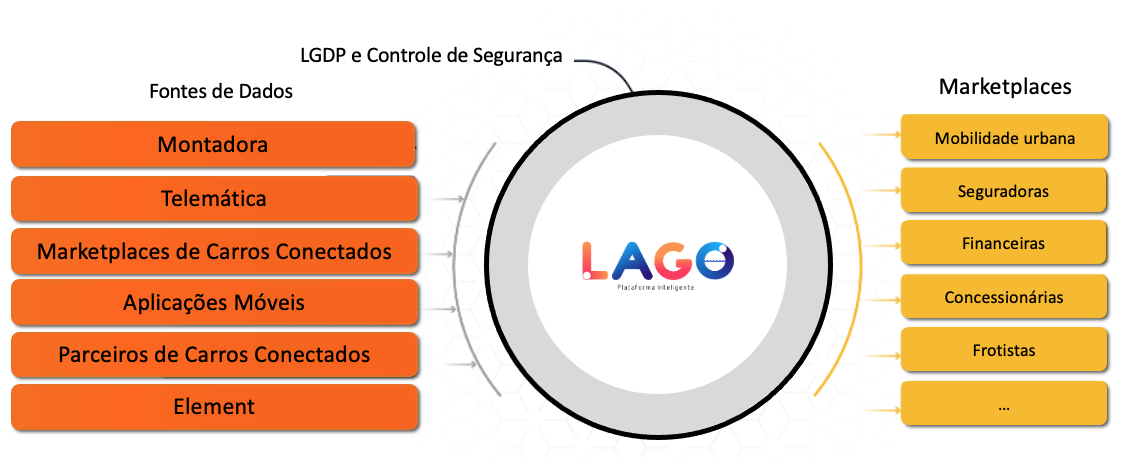 LGDP e Controle de Segurança
Fontes de Dados
Montadora
Telemática
Marketplaces de Carros Conectados
Aplicações Móveis
Parceiros de Carros Conectados
Element
LAGO
Plataforma Inteligente
Marketplaces
Mobilidade urbana
Seguradoras
Financeiras
Concessionárias
Frotistas
...